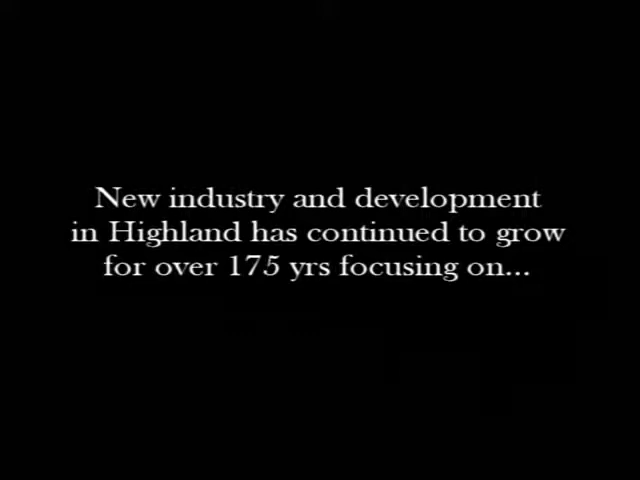 New industry and development
in Highland has continued to grow
for over 175 yrs focusing on...